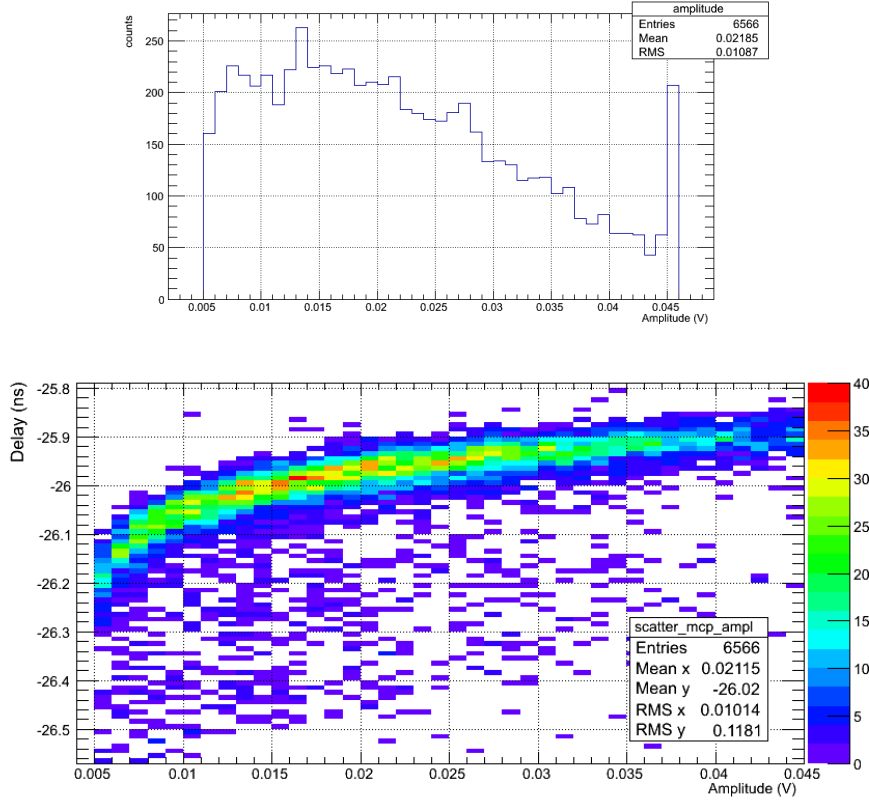 counts
amplitude
Entries 6566
Mean 0.02185
RMS 0.01087
250
200
150
100
50
0
0.005 0.01 0.015 0.02 0.025 0.03 0.035 0.04 0.045
Amplitude (V)
Delay (ns)
-25.8
-25.9
-26
-26.1
-26.2
-26.3
-26.4
-26.5
0.005 0.01 0.015 0.02 0.025 0.03 0.035 0.04 0.045
Amplitude (V)
scatter_mcp_ampl
Entries 6566
Mean x 0.02115
Mean y -26.02
RMS x 0.01014
RMS y 0.1181
40
35
30
25
20
15
10
5
0